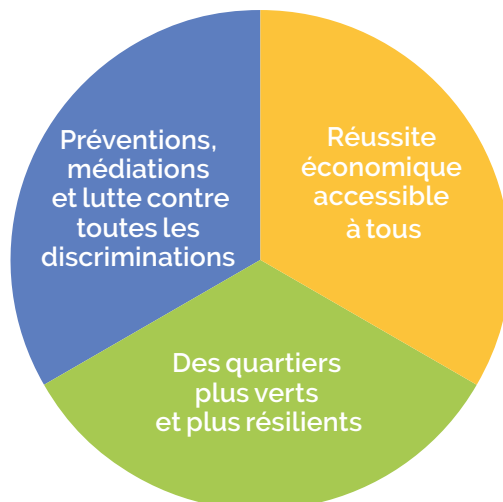 Préventions,
médiations
et lutte contre
toutes les
discriminations
Réussite
économique
accessible
à tous
Des quartiers
plus verts
et plus résilients